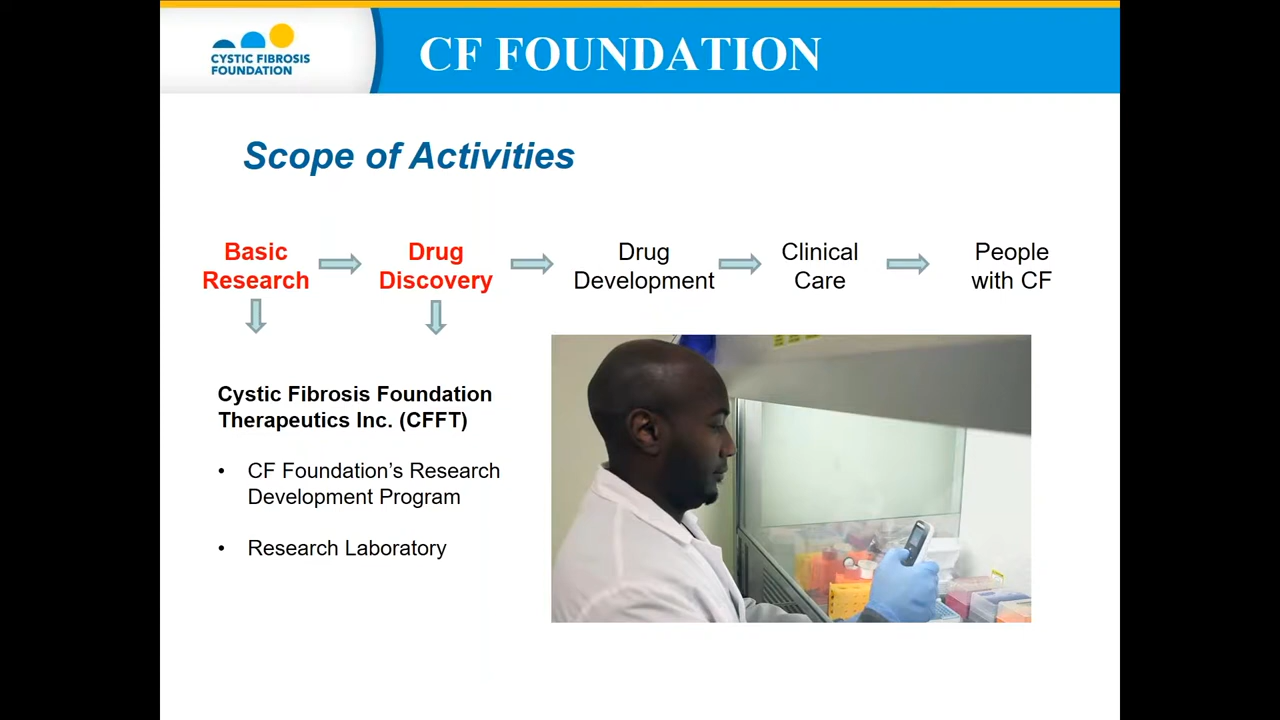 CYSTIC FIBROSIS
FOUNDATION
CF FOUNDATION
Scope of Activities
Basic
Research
Drug
Discovery
Drug
Development
Clinical
Care
People
with CF
Cystic Fibrosis Foundation
Therapeutics Inc. (CFFT)
• CF Foundation’s Research
Development Program
• Research Laboratory